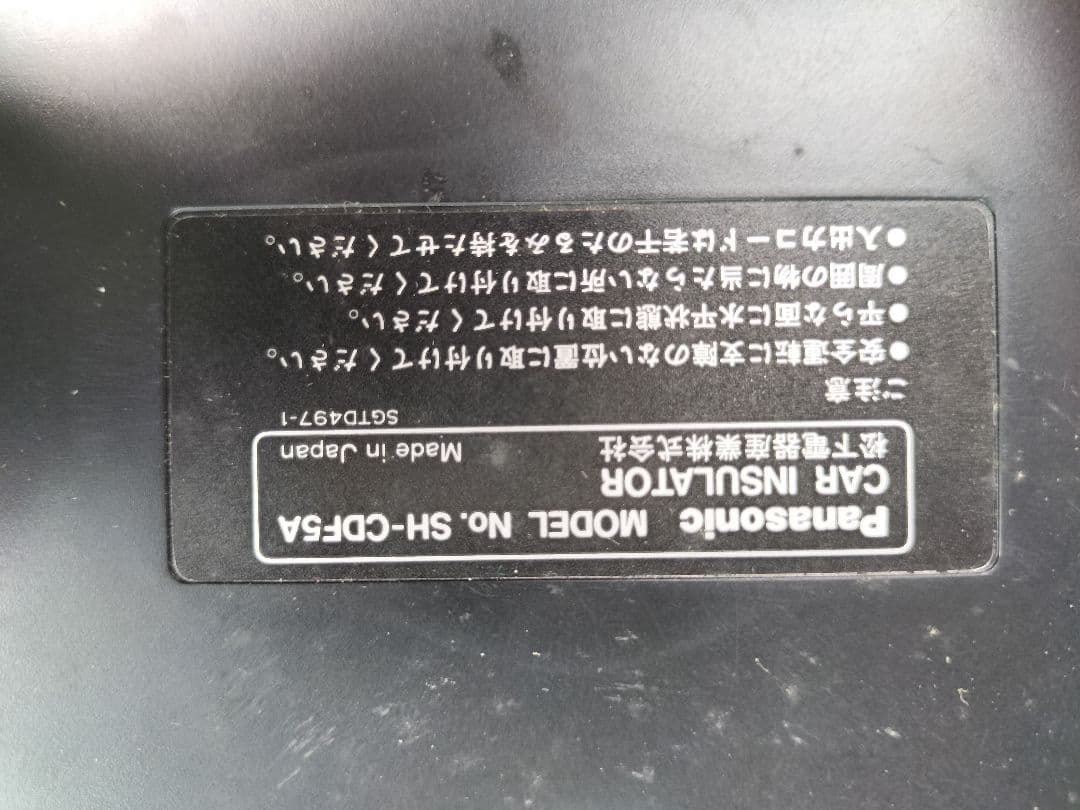 Panasonic MODEL No. SH-CDF5A
CAR INSULATOR
松下電器産業株式会社 Made in Japan
SGTD497-1
ご注意
●安全運転に支障のない位置に取り付けてください。
●平らな面に水平状態に取り付けてください。
●周囲の物に当たらない所に取り付けてください。
●入出力コードは若干のたるみを持たせてください。